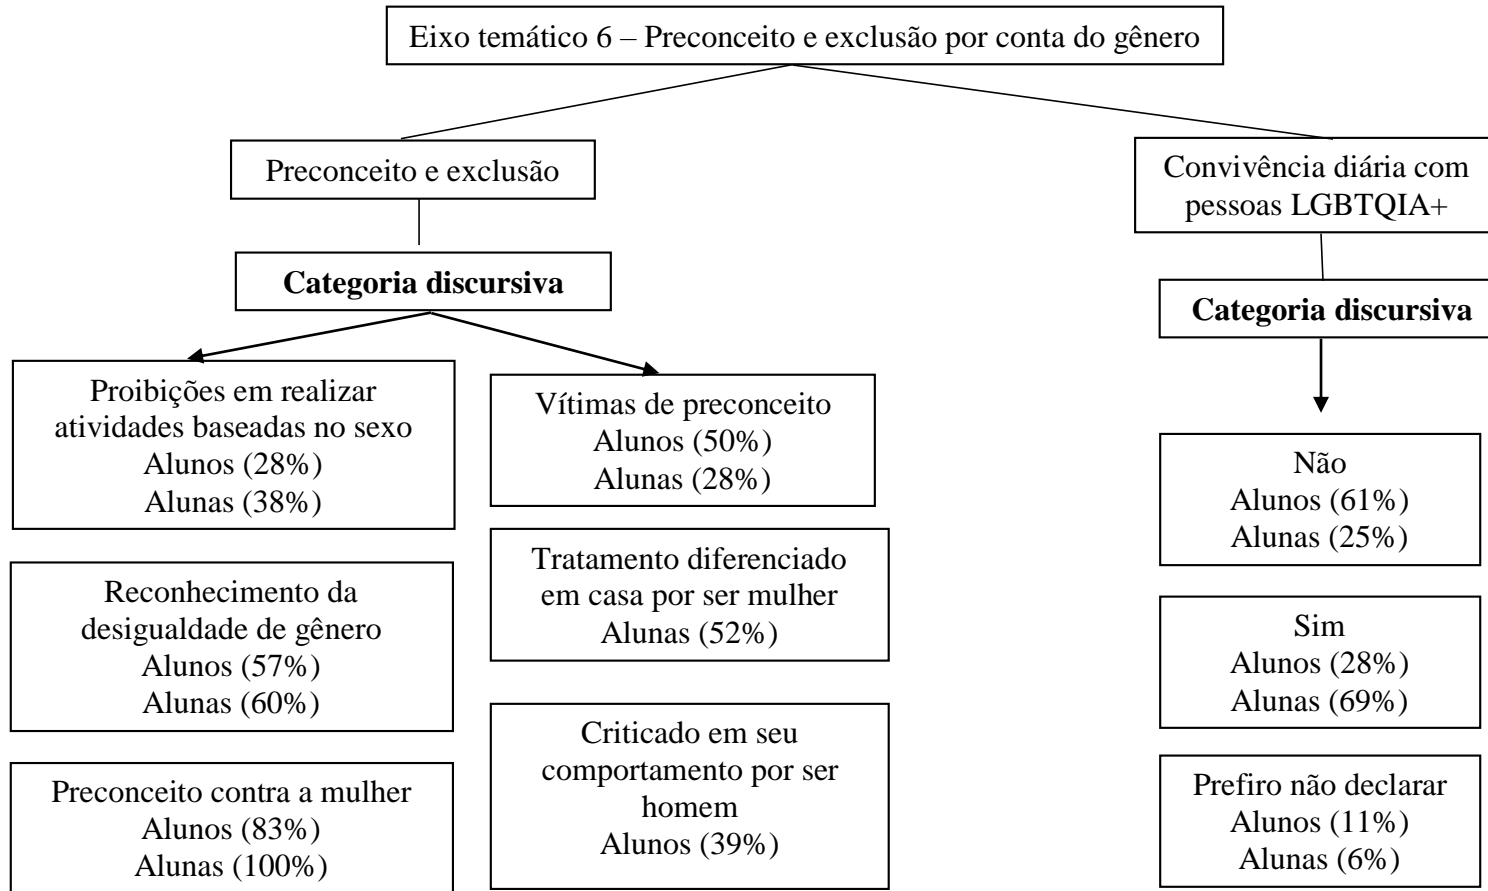 Eixo temático 6 – Preconceito e exclusão por conta do gênero
Preconceito e exclusão
Categoria discursiva
Proibições em realizar
atividades baseadas no sexo
Alunos (28%)
Alunas (38%)
Reconhecimento da
desigualdade de gênero
Alunos (57%)
Alunas (60%)
Preconceito contra a mulher
Alunos (83%)
Alunas (100%)
Vítimas de preconceito
Alunos (50%)
Alunas (28%)
Tratamento diferenciado
em casa por ser mulher
Alunas (52%)
Criticado em seu
comportamento por ser
homem
Alunos (39%)
Convivência diária com
pessoas LGBTQIA+
Categoria discursiva
Não
Alunos (61%)
Alunas (25%)
Sim
Alunos (28%)
Alunas (69%)
Prefiro não declarar
Alunos (11%)
Alunas (6%)